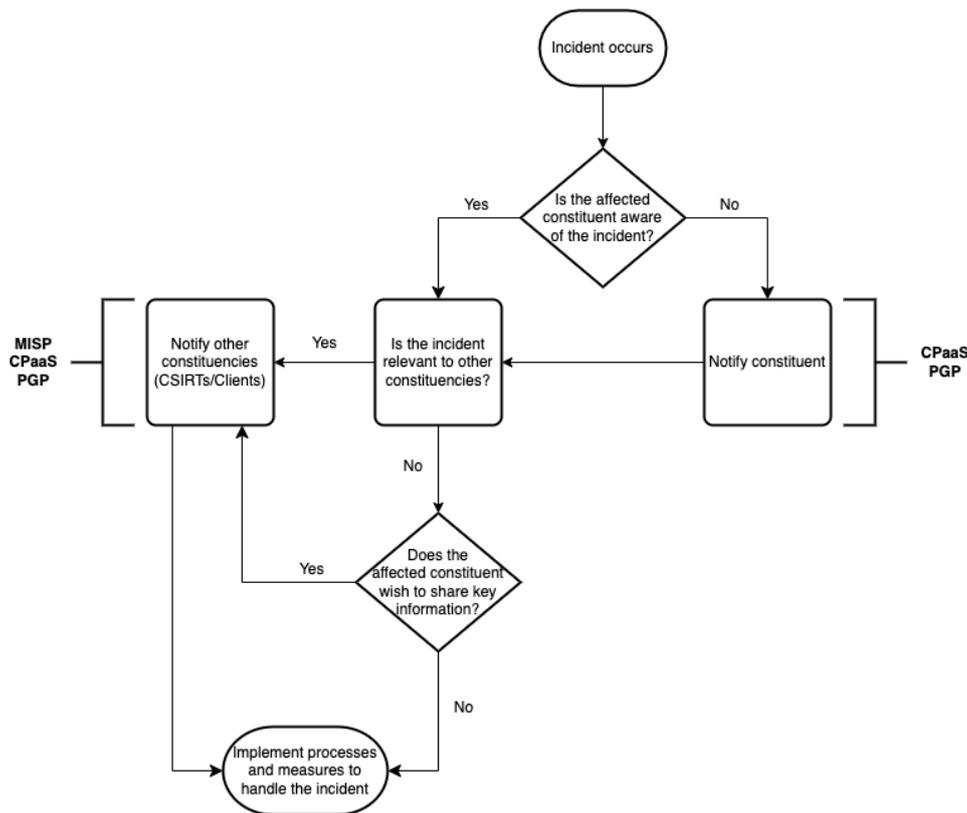 Incident occurs
Is the affected
constituent aware
of the incident?
Yes
No
MISP
CPaaS
PGP
Notify other
constituencies
(CSIRTs/Clients)
Yes
Is the incident
relevant to other
constituencies?
Notify constituent
CPaaS
PGP
No
Does the
affected constituent
wish to share key
information?
Yes
No
Implement processes
and measures to
handle the incident